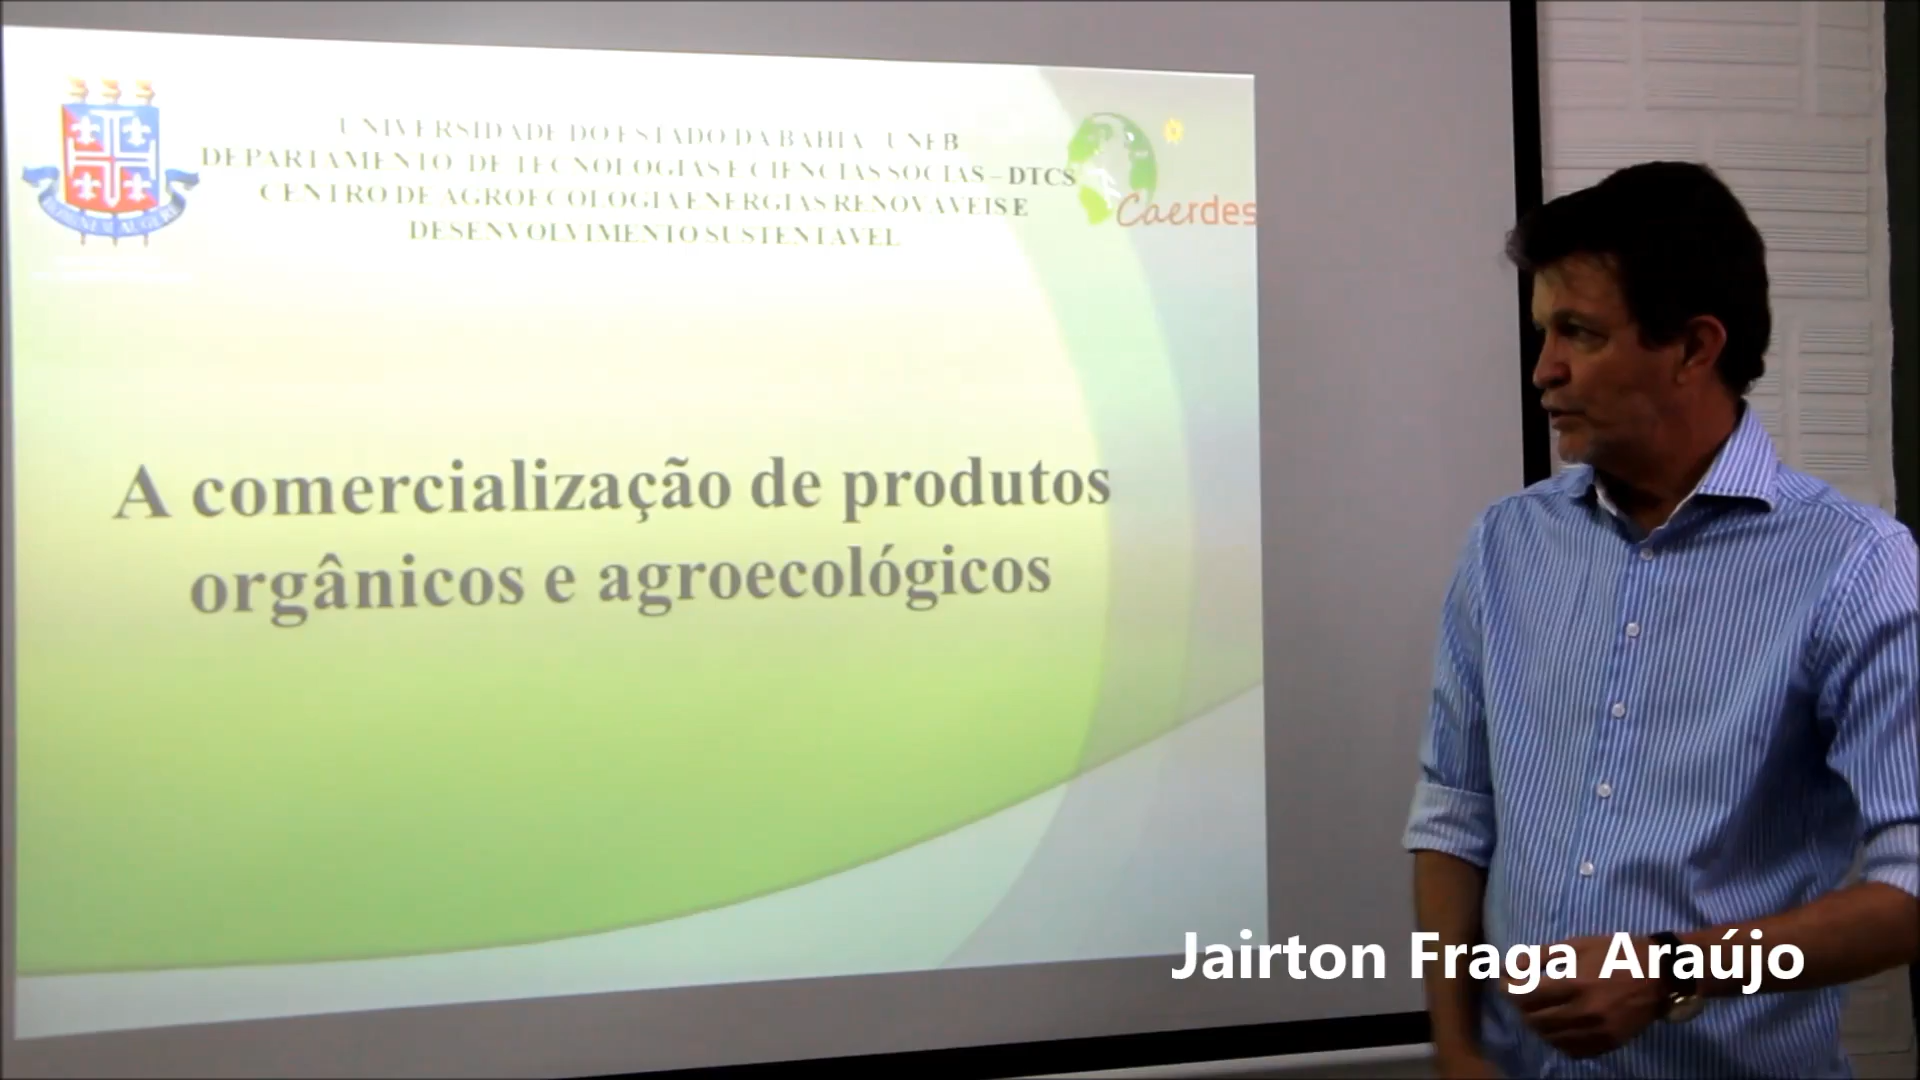 UNIVERSIDADE DO ESTADO DA BAHIA UNEB
DEPARTAMENTO DE TECNOLOGIAS E CIENCIAS SOCIAS – DTCS
CENTRO DE AGROECOLOGIA ENERGIAS RENOVAVEIS E
DESENVOLVIMENTO SUSTENTAVEL
Caerdes
A comercialização de produtos
orgânicos e agroecológicos
Jairton Fraga Araújo